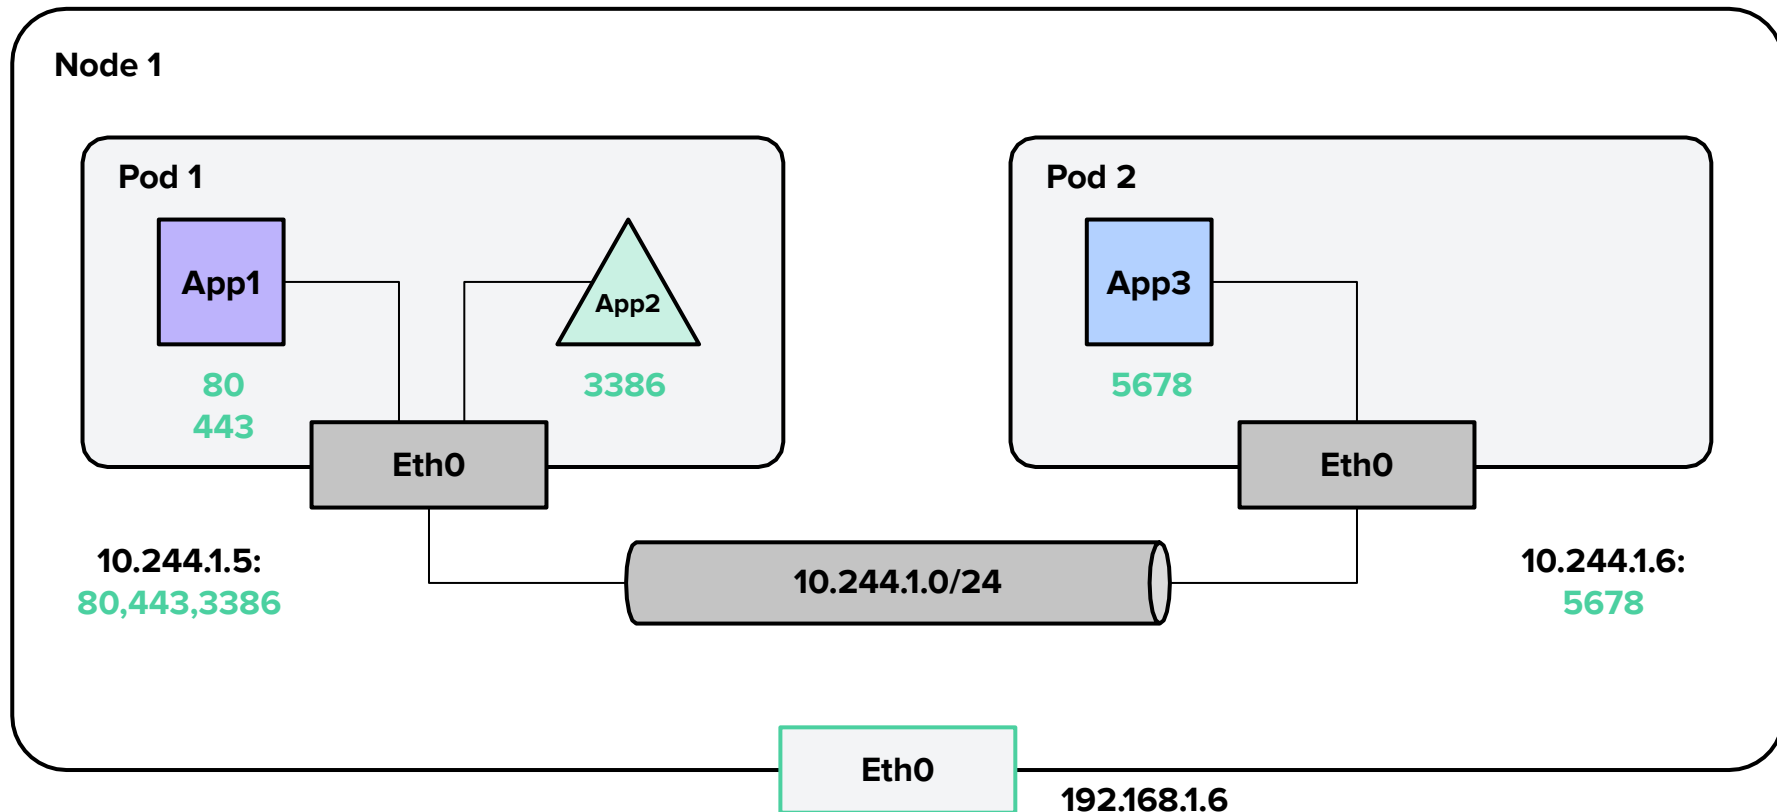 Node 1
Pod 1
App1
App2
80
443
3386
Eth0
10.244.1.5:
80,443,3386
Pod 2
App3
5678
Eth0
10.244.1.6:
5678
10.244.1.0/24
Eth0
192.168.1.6